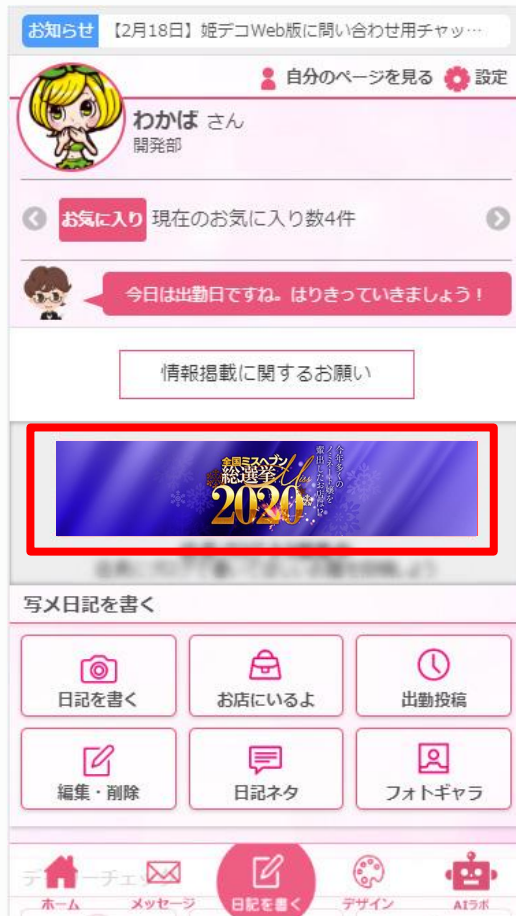 お知らせ 【2月18日】姫デコWeb版に問い合わせ用チャッ…
自分のページを見る 設定
わかば さん
開発部
お気に入り 現在のお気に入り数4件
今日は出勤日ですね。はりきっていきましょう！
情報掲載に関するお願い
全国ミスヘブン
総選挙
2020
写メ日記を書く
日記を書く お店にいるよ 出勤投稿
編集・削除 日記ネタ フォトギャラ
ホーム メッセージ 日記を書く デザイン AIラボ